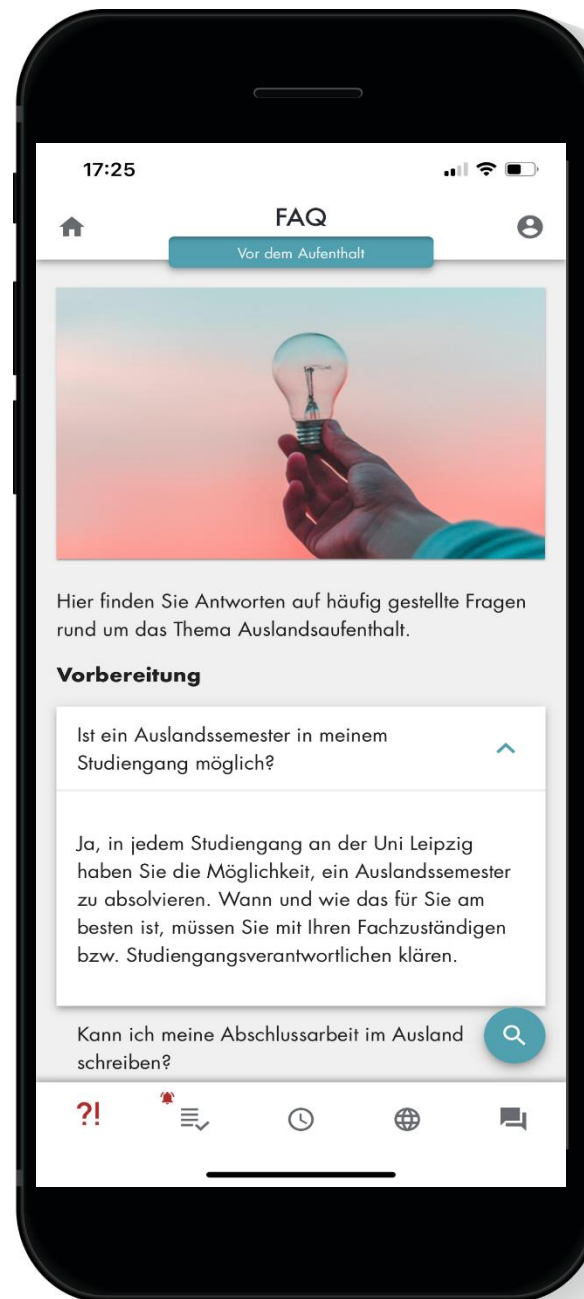 17:25
FAQ
Vor dem Aufenthalt
Hier finden Sie Antworten auf häufig gestellte Fragen
rund um das Thema Auslandsaufenthalt.
Vorbereitung
Ist ein Auslandssemester in meinem
Studiengang möglich?
Ja, in jedem Studiengang an der Uni Leipzig
haben Sie die Möglichkeit, ein Auslandssemester
zu absolvieren. Wann und wie das für Sie am
besten ist, müssen Sie mit Ihren Fachzuständigen
bzw. Studiengangsverantwortlichen klären.
Kann ich meine Abschlussarbeit im Ausland
schreiben?
?!